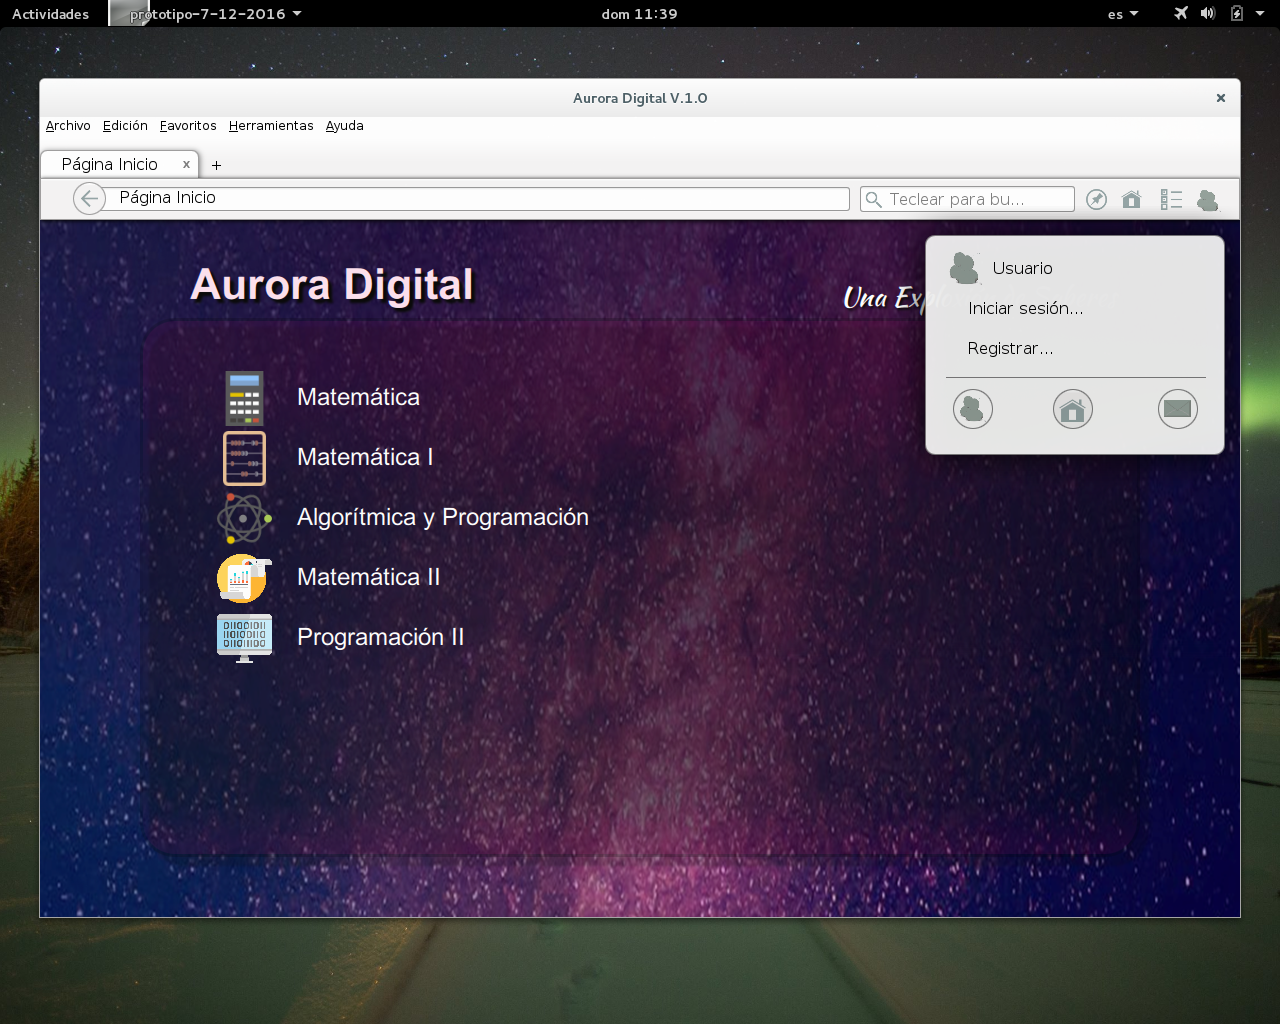 Actividades prototipo-7-12-2016 dom 11:39 es
Aurora Digital V.1.0 ×
Archivo Edición Favoritos Herramientas Ayuda
Página Inicio x +
Página Inicio Teclear para bu...
Aurora Digital
Una
Usuario
Iniciar sesión...
Registrar...
Matemática
Matemática I
Algorítmica y Programación
Matemática II
Programación II